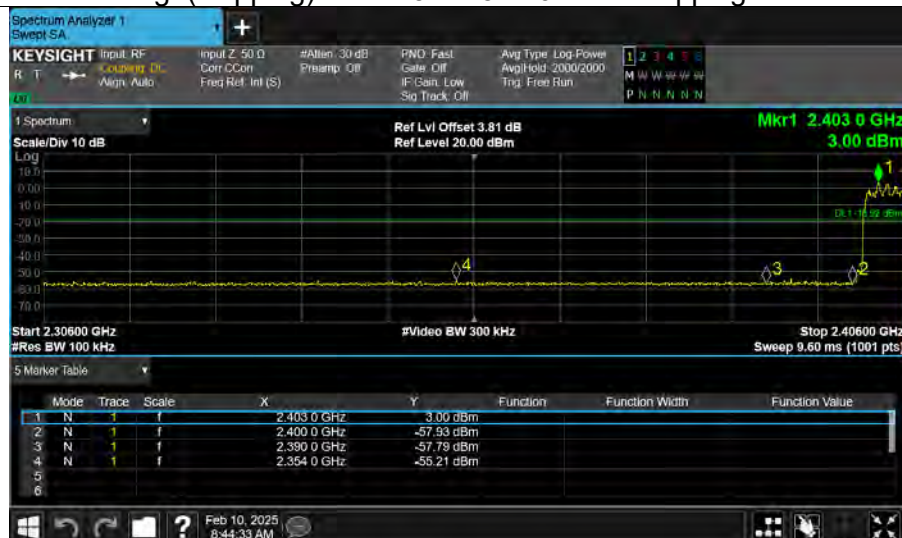 Spectrum Analyzer 1
Swept SA
+
KEYSIGHT Input: RF
R T Coupling: DC
Align: Auto
Input Z: 50 Ω
Corr CCorr
Freq Ref: Int (S)
#Atten: 30 dB
Preamp: Off
PNO: Fast
Gate: Off
IF Gain: Low
Sig Track: Off
Avg Type: Log-Power
Avg|Hold: 2000/2000
Trig: Free Run
1 2 3 4 5 6
M W W W W W
P N N N N N
1 Spectrum
Scale/Div 10 dB
Ref Lvl Offset 3.81 dB
Ref Level 20.00 dBm
Mkr1 2.403 0 GHz
3.00 dBm
Log
10.0
0.00
-10.0
-20.0
-30.0
-40.0
-50.0
-60.0
-70.0
1
2
3
4
Start 2.30600 GHz
#Res BW 100 kHz
#Video BW 300 kHz
Stop 2.40600 GHz
Sweep 9.60 ms (1001 pts)
5 Marker Table
Mode Trace Scale X Y Function Function Width Function Value
1 N 1 f 2.403 0 GHz 3.00 dBm
2 N 1 f 2.400 0 GHz -57.93 dBm
3 N 1 f 2.390 0 GHz -57.79 dBm
4 N 1 f 2.354 0 GHz -55.21 dBm
5
6
?
Feb 10, 2025
8:44:33 AM